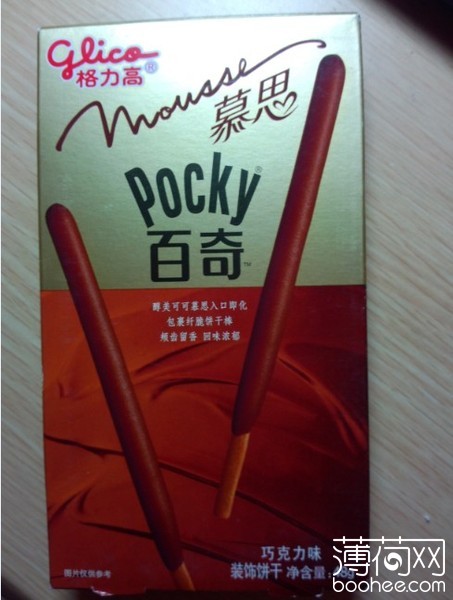 Glico
格力高®
mousse
慕思
Pocky®
百奇™
醇美可可慕思入口即化
包裹纤脆饼干棒
颊齿留香 回味浓郁
巧克力味
装饰饼干 净含量:
图片仅供参考
薄荷网
boohee.com